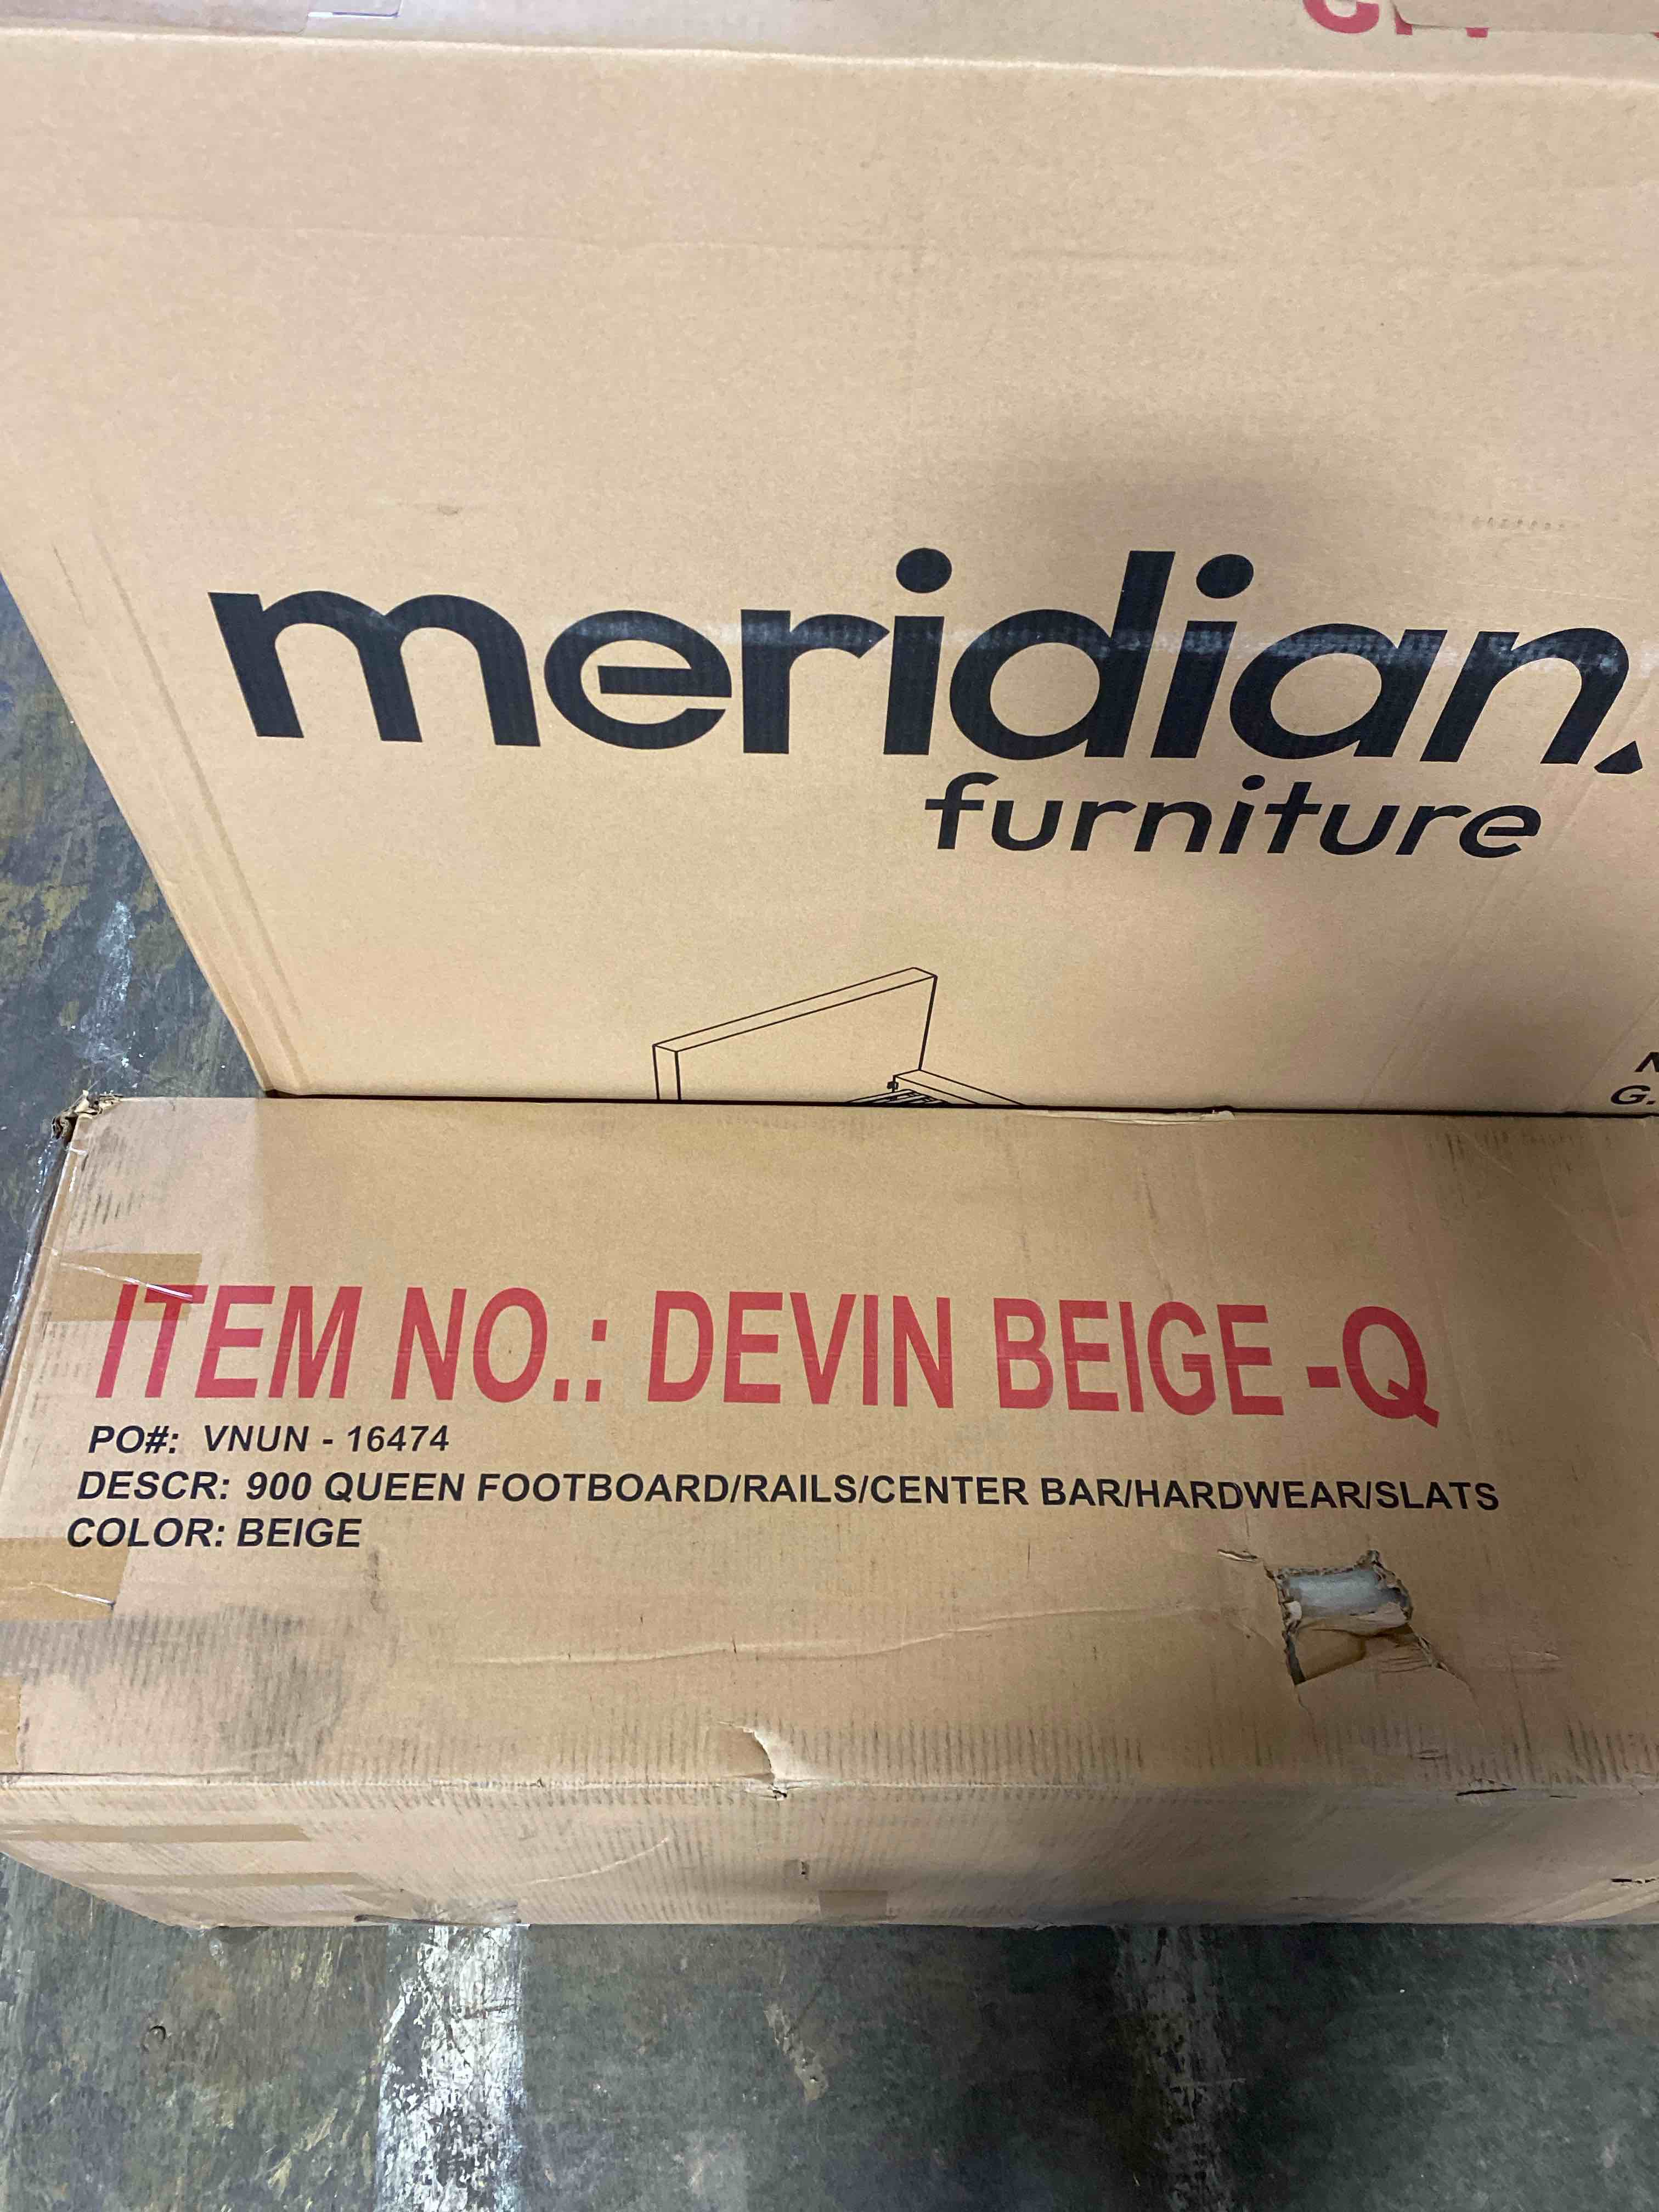 meridian
furniture
G.
ITEM NO.: DEVIN BEIGE -Q
PO#: VNUN - 16474
DESCR: 900 QUEEN FOOTBOARD/RAILS/CENTER BAR/HARDWEAR/SLATS
COLOR: BEIGE